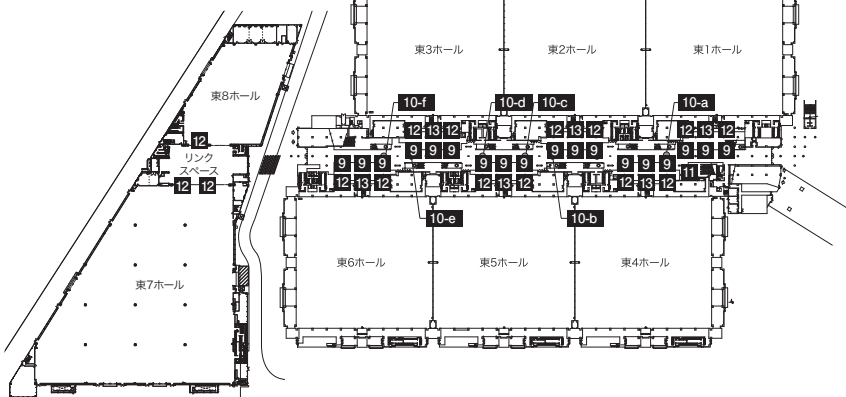 東3ホール
東2ホール
東1ホール
東8ホール
10-f
10-d
10-c
10-a
12 13 12
12 13 12
12 13 12
12
リンク
スペース
12 12
9 9 9
9 9 9
9 9 9
9 9 9
9 9 9
9 9 9
11
12 13 12
12 13 12
12 13 12
10-e
10-b
東7ホール
東6ホール
東5ホール
東4ホール